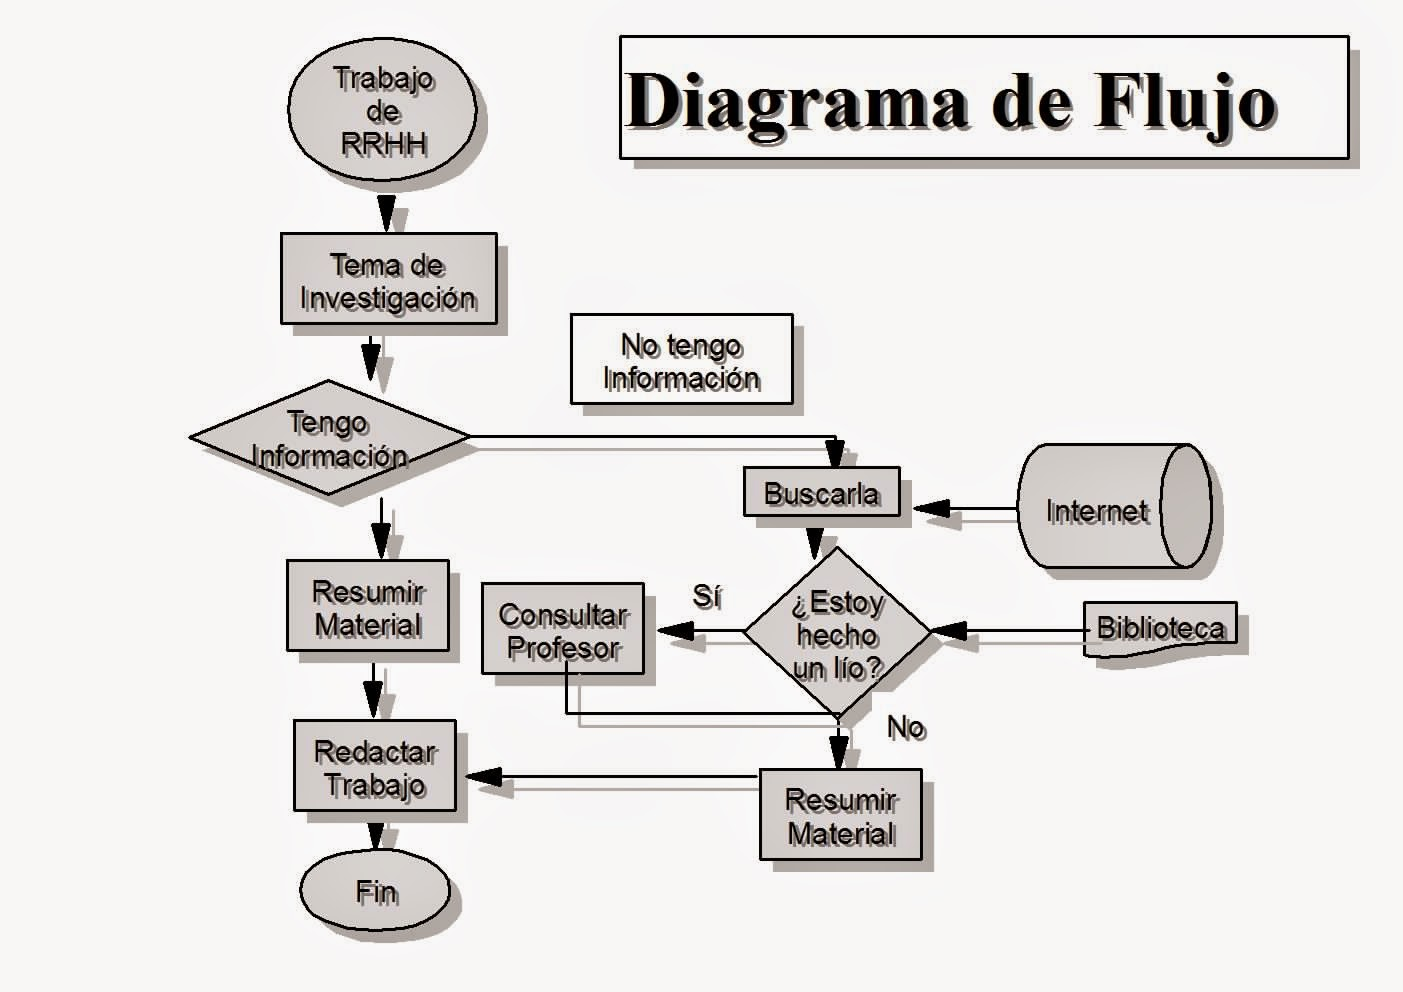 Trabajo
de
RRHH
Diagrama de Flujo
Tema de
Investigación
No tengo
Información
Tengo
Información
Buscarla
Internet
Resumir
Material
Consultar
Profesor
Sí
¿Estoy
hecho
un lío?
Biblioteca
No
Redactar
Trabajo
Resumir
Material
Fin